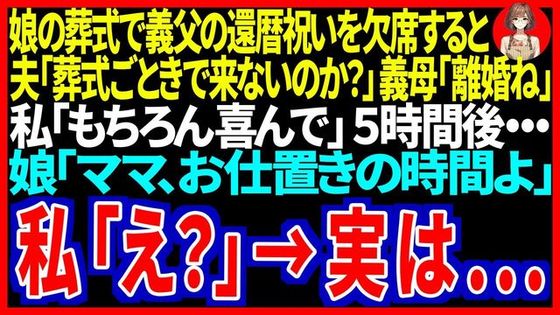 娘の葬式で義父の還暦祝いを欠席すると
夫｢葬式ごときで来ないのか?｣義母｢離婚ね｣
私｢もちろん喜んで｣5時間後…
娘｢ママ、お仕置きの時間よ｣
私｢え?｣→実は...